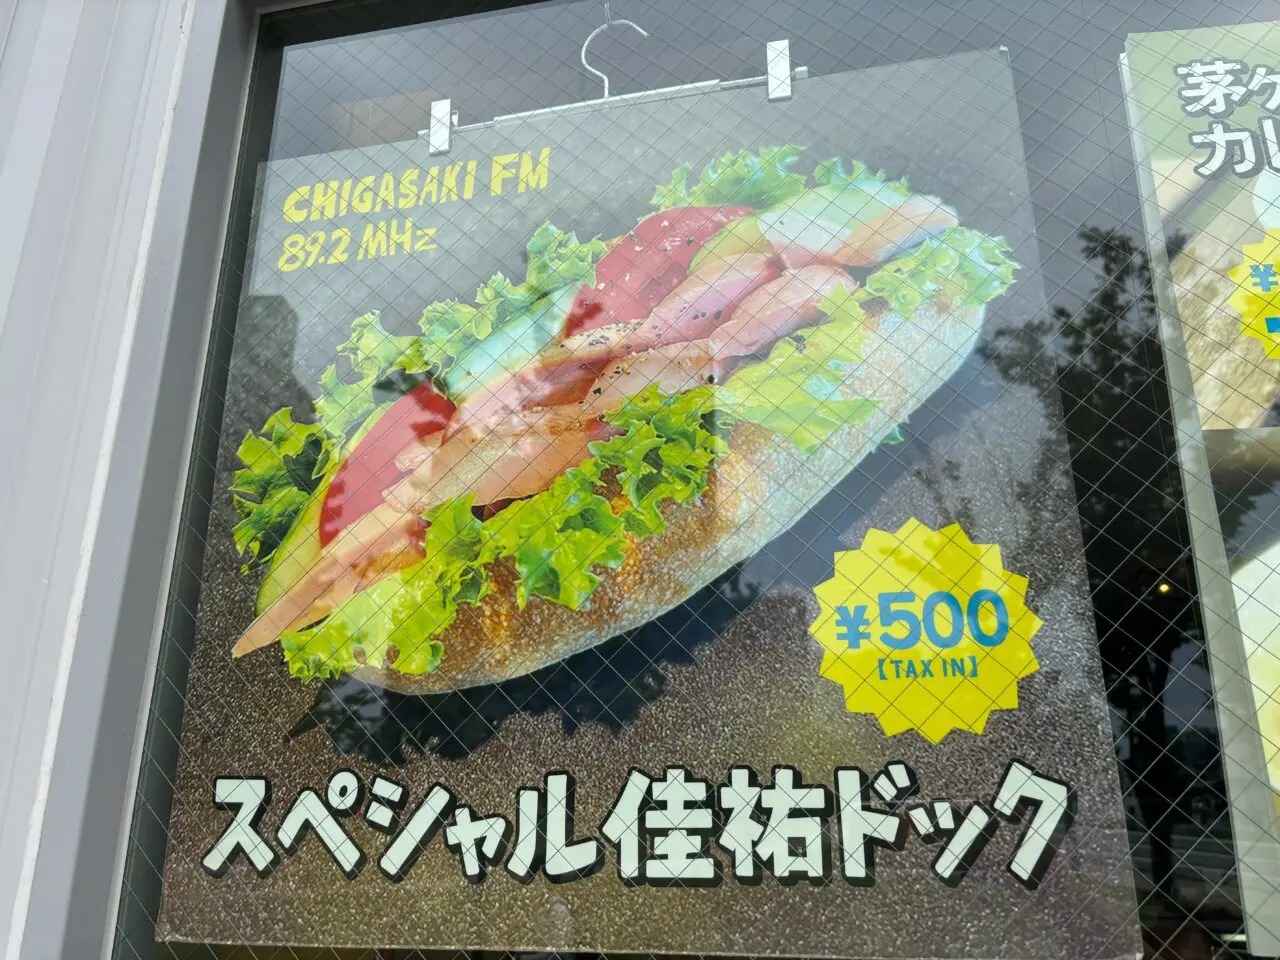 CHIGASAKI FM
89.2 MHz
¥500
【TAX IN】
スペシャル佳祐ドック
茅ヶ
カレ
¥